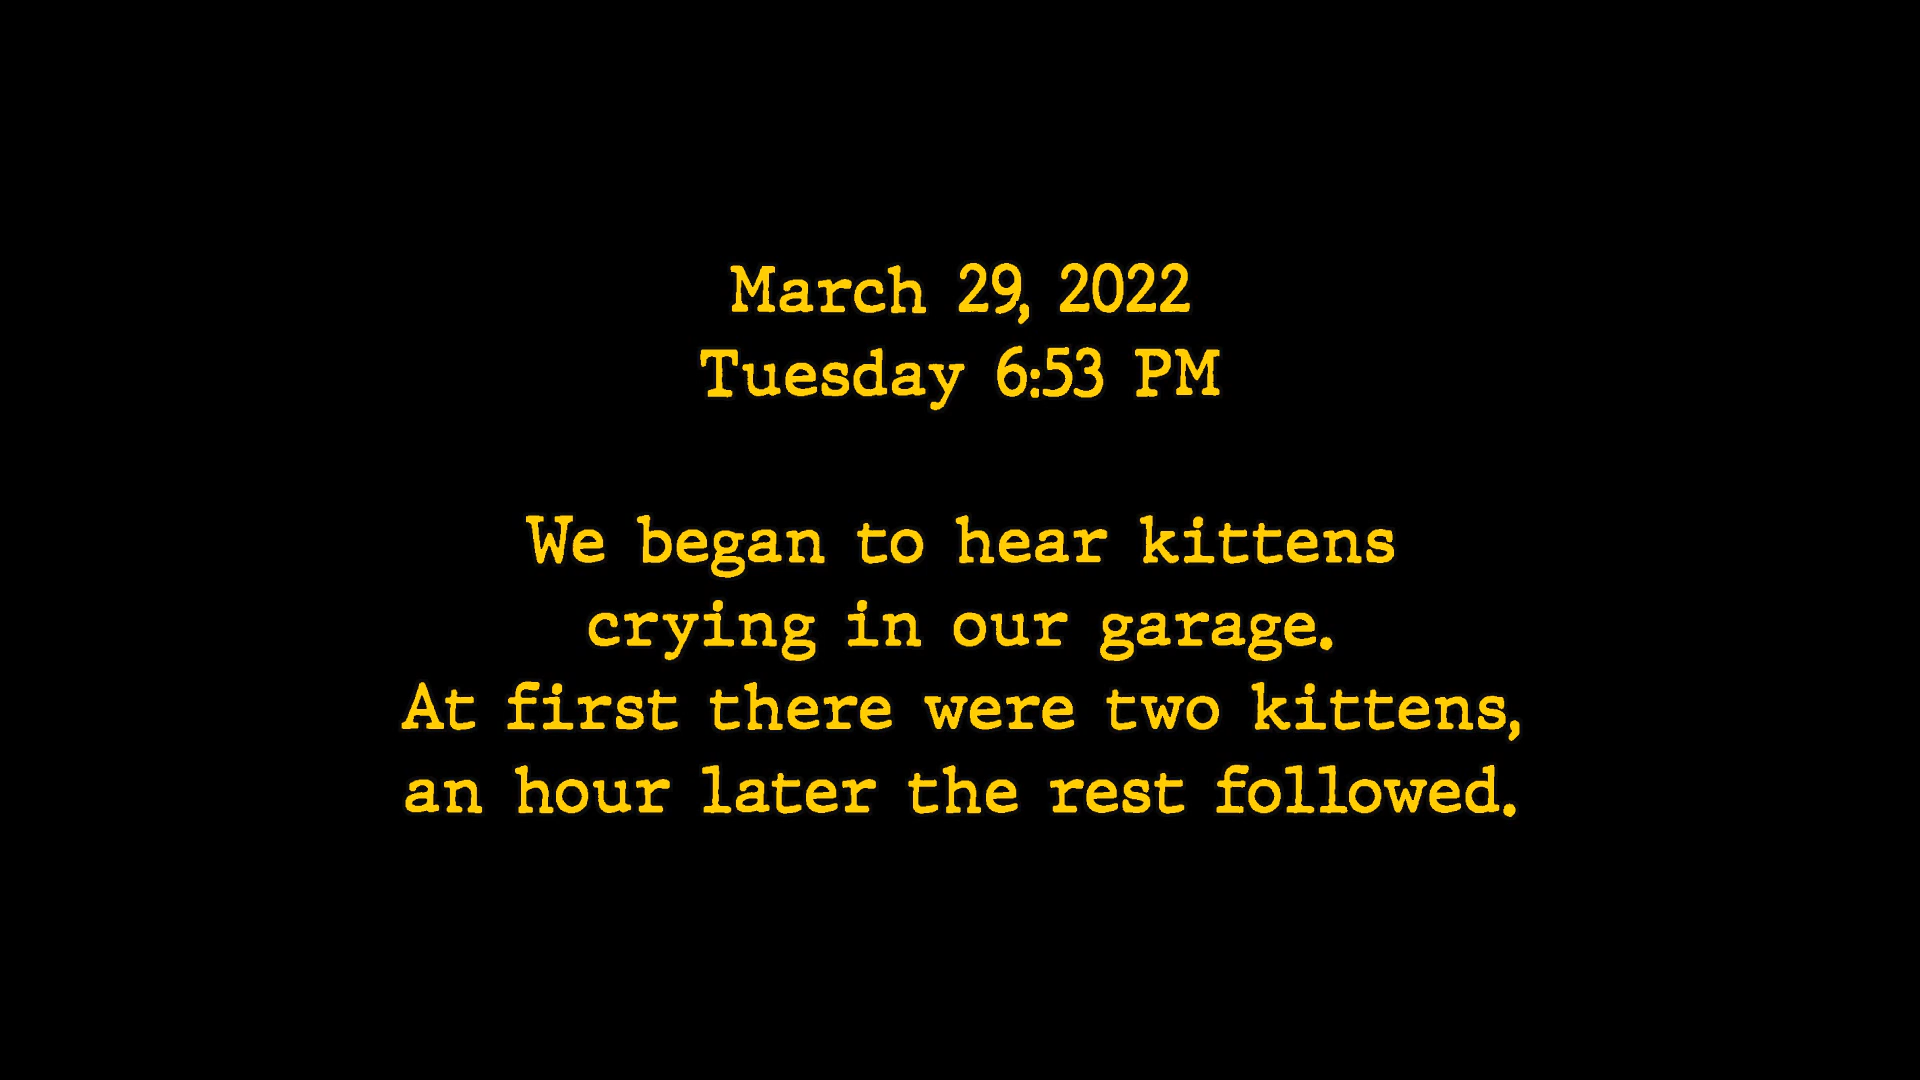 March 29, 2022
Tuesday 6:53 PM
We began to hear kittens
crying in our garage.
At first there were two kittens,
an hour later the rest followed.